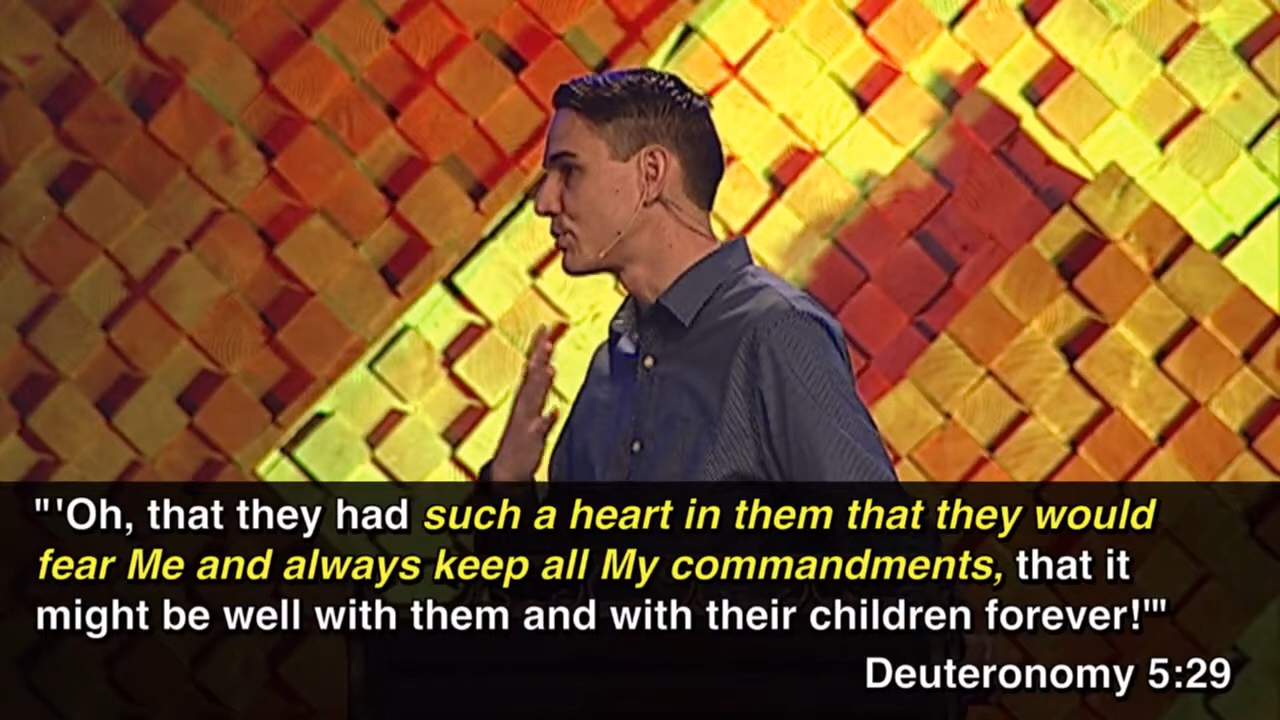 "'Oh, that they had such a heart in them that they would
fear Me and always keep all My commandments, that it
might be well with them and with their children forever!'"
Deuteronomy 5:29